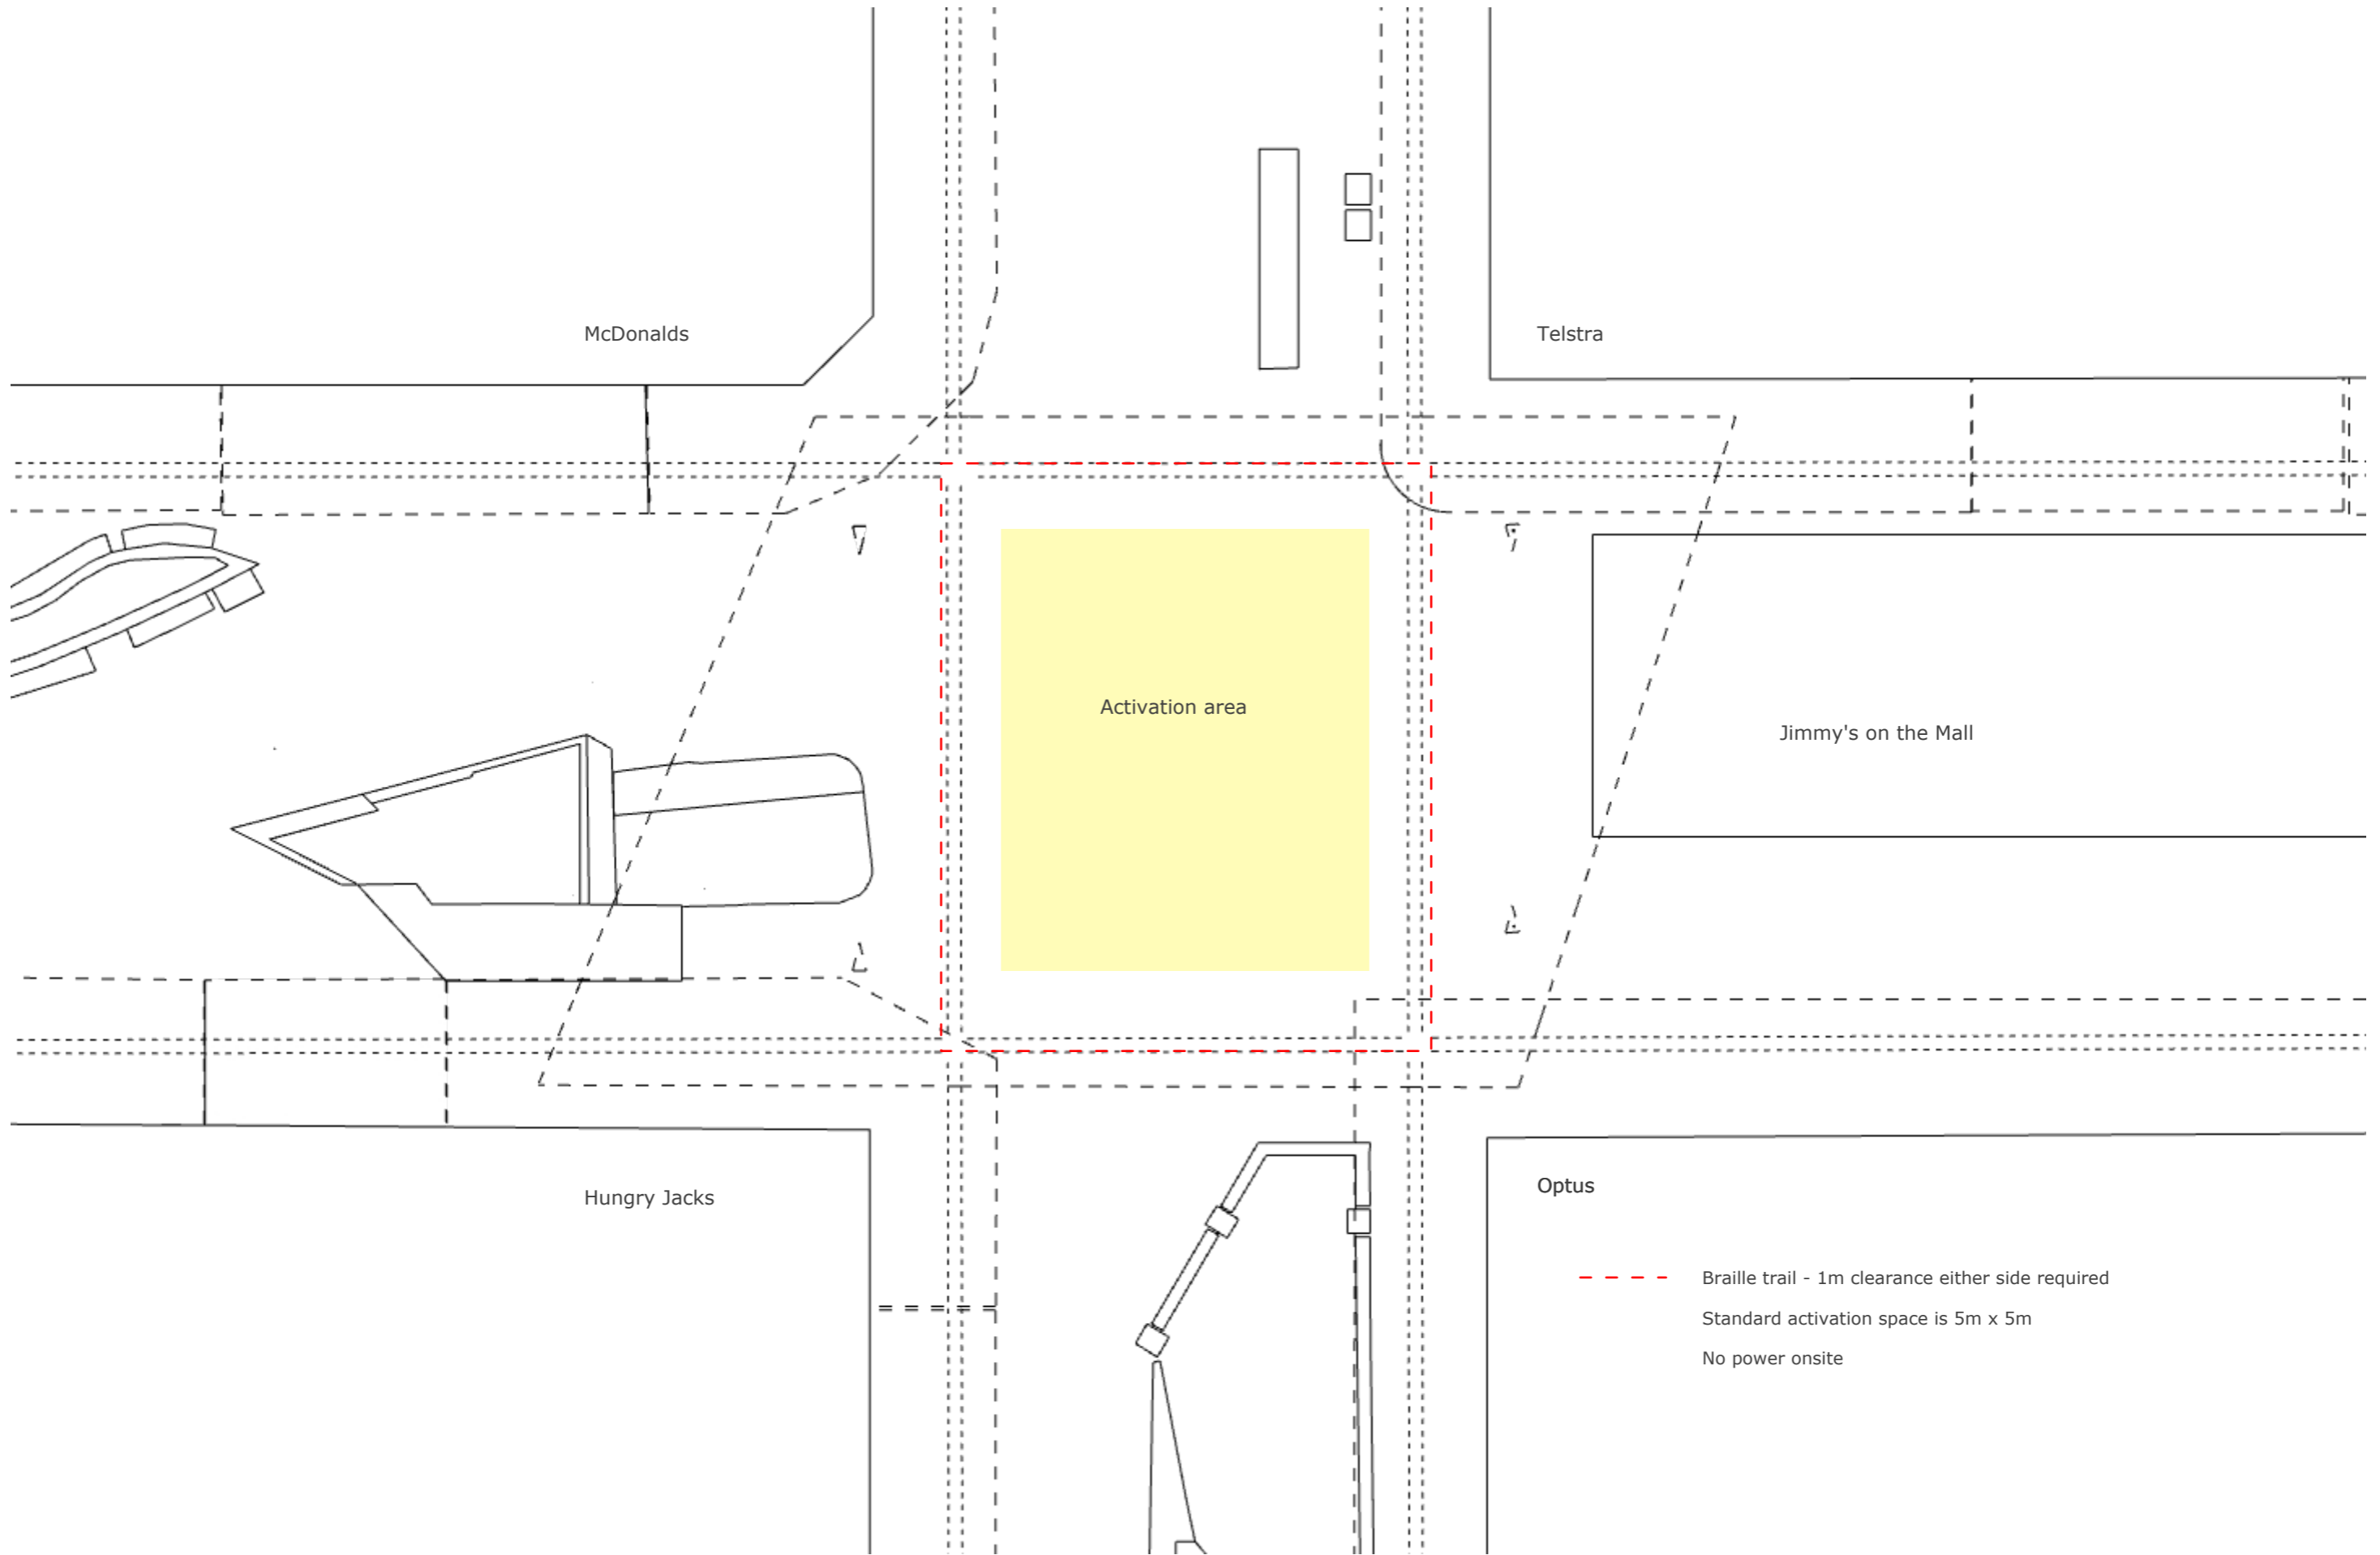 McDonalds
Telstra
Activation area
Jimmy's on the Mall
Hungry Jacks
Optus
Braille trail - 1m clearance either side required
Standard activation space is 5m x 5m
No power onsite